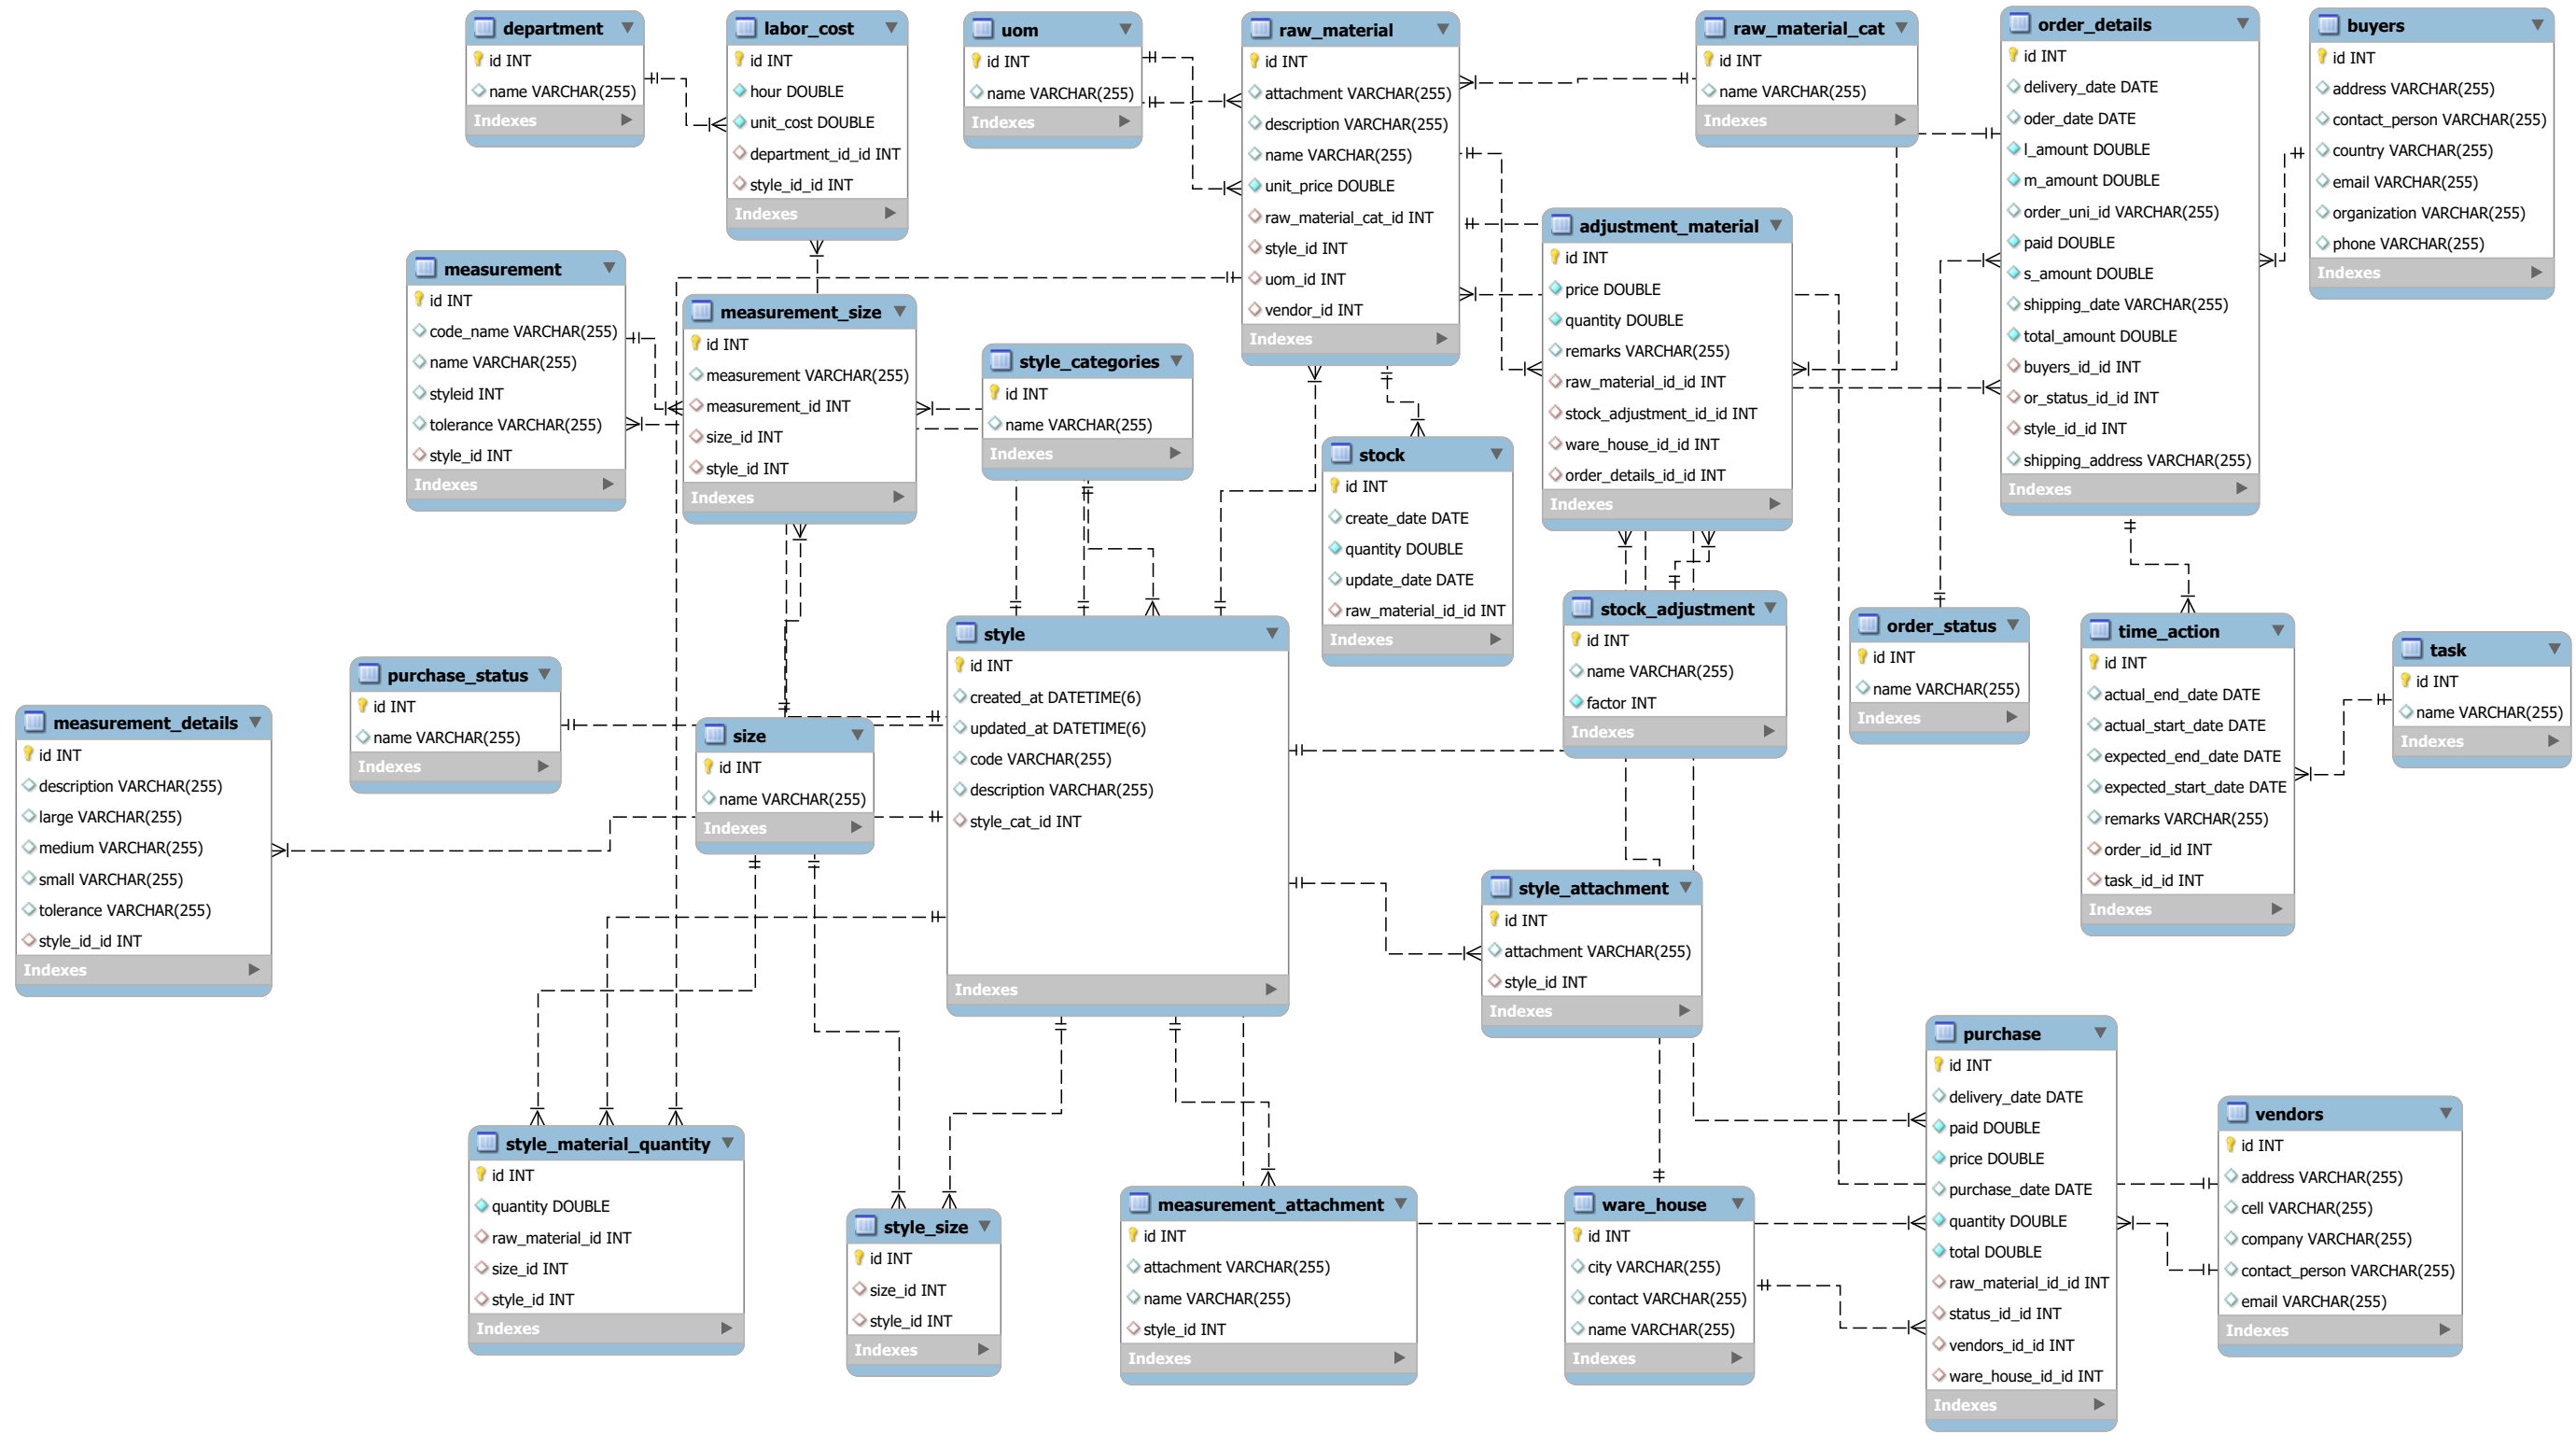 department
id INT
name VARCHAR(255)
Indexes
labor_cost
id INT
hour DOUBLE
unit_cost DOUBLE
department_id_id INT
style_id_id INT
Indexes
uom
id INT
name VARCHAR(255)
Indexes
raw_material
id INT
attachment VARCHAR(255)
description VARCHAR(255)
name VARCHAR(255)
unit_price DOUBLE
raw_material_cat_id INT
style_id INT
uom_id INT
vendor_id INT
Indexes
raw_material_cat
id INT
name VARCHAR(255)
Indexes
order_details
id INT
delivery_date DATE
oder_date DATE
l_amount DOUBLE
m_amount DOUBLE
order_uni_id VARCHAR(255)
paid DOUBLE
s_amount DOUBLE
shipping_date VARCHAR(255)
total_amount DOUBLE
buyers_id_id INT
or_status_id_id INT
style_id_id INT
shipping_address VARCHAR(255)
Indexes
buyers
id INT
address VARCHAR(255)
contact_person VARCHAR(255)
country VARCHAR(255)
email VARCHAR(255)
organization VARCHAR(255)
phone VARCHAR(255)
Indexes
measurement
id INT
code_name VARCHAR(255)
name VARCHAR(255)
styleid INT
tolerance VARCHAR(255)
style_id INT
Indexes
measurement_size
id INT
measurement VARCHAR(255)
measurement_id INT
size_id INT
style_id INT
Indexes
style_categories
id INT
name VARCHAR(255)
Indexes
adjustment_material
id INT
price DOUBLE
quantity DOUBLE
remarks VARCHAR(255)
raw_material_id_id INT
stock_adjustment_id_id INT
ware_house_id_id INT
order_details_id_id INT
Indexes
stock
id INT
create_date DATE
quantity DOUBLE
update_date DATE
raw_material_id_id INT
Indexes
measurement_details
id INT
description VARCHAR(255)
large VARCHAR(255)
medium VARCHAR(255)
small VARCHAR(255)
tolerance VARCHAR(255)
style_id_id INT
Indexes
purchase_status
id INT
name VARCHAR(255)
Indexes
size
id INT
name VARCHAR(255)
Indexes
style
id INT
created_at DATETIME(6)
updated_at DATETIME(6)
code VARCHAR(255)
description VARCHAR(255)
style_cat_id INT
Indexes
stock_adjustment
id INT
name VARCHAR(255)
factor INT
Indexes
order_status
id INT
name VARCHAR(255)
Indexes
time_action
id INT
actual_end_date DATE
actual_start_date DATE
expected_end_date DATE
expected_start_date DATE
remarks VARCHAR(255)
order_id_id INT
task_id_id INT
Indexes
task
id INT
name VARCHAR(255)
Indexes
style_attachment
id INT
attachment VARCHAR(255)
style_id INT
Indexes
style_material_quantity
id INT
quantity DOUBLE
raw_material_id INT
size_id INT
style_id INT
Indexes
style_size
id INT
size_id INT
style_id INT
Indexes
measurement_attachment
id INT
attachment VARCHAR(255)
name VARCHAR(255)
style_id INT
Indexes
ware_house
id INT
city VARCHAR(255)
contact VARCHAR(255)
name VARCHAR(255)
Indexes
purchase
id INT
delivery_date DATE
paid DOUBLE
price DOUBLE
purchase_date DATE
quantity DOUBLE
total DOUBLE
raw_material_id_id INT
status_id_id INT
vendors_id_id INT
ware_house_id_id INT
Indexes
vendors
id INT
address VARCHAR(255)
cell VARCHAR(255)
company VARCHAR(255)
contact_person VARCHAR(255)
email VARCHAR(255)
Indexes